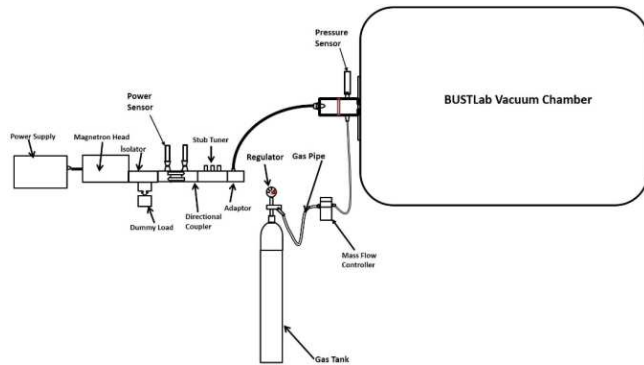 Pressure
Sensor
BUSTLab Vacuum Chamber
Power
Sensor
Stub Tuner
Power Supply
Magnetron Head
İsolator
Regulator
Gas Pipe
Dummy Load
Directional
Coupler
Adaptor
Mass Flow
Controller
Gas Tank